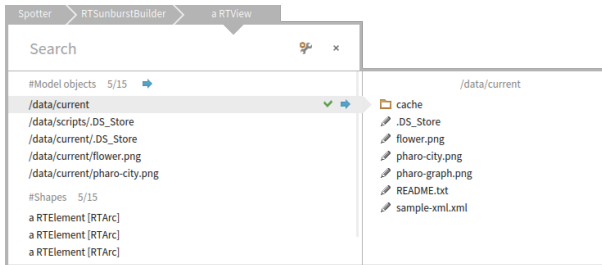 Spotter RTSunburstBuilder a RTView
Search ×
#Model objects 5/15
/data/current
/data/scripts/.DS_Store
/data/current/.DS_Store
/data/current/flower.png
/data/current/pharo-city.png
#Shapes 5/15
a RTElement [RTArc]
a RTElement [RTArc]
a RTElement [RTArc]
/data/current
cache
.DS_Store
flower.png
pharo-city.png
pharo-graph.png
README.txt
sample-xml.xml